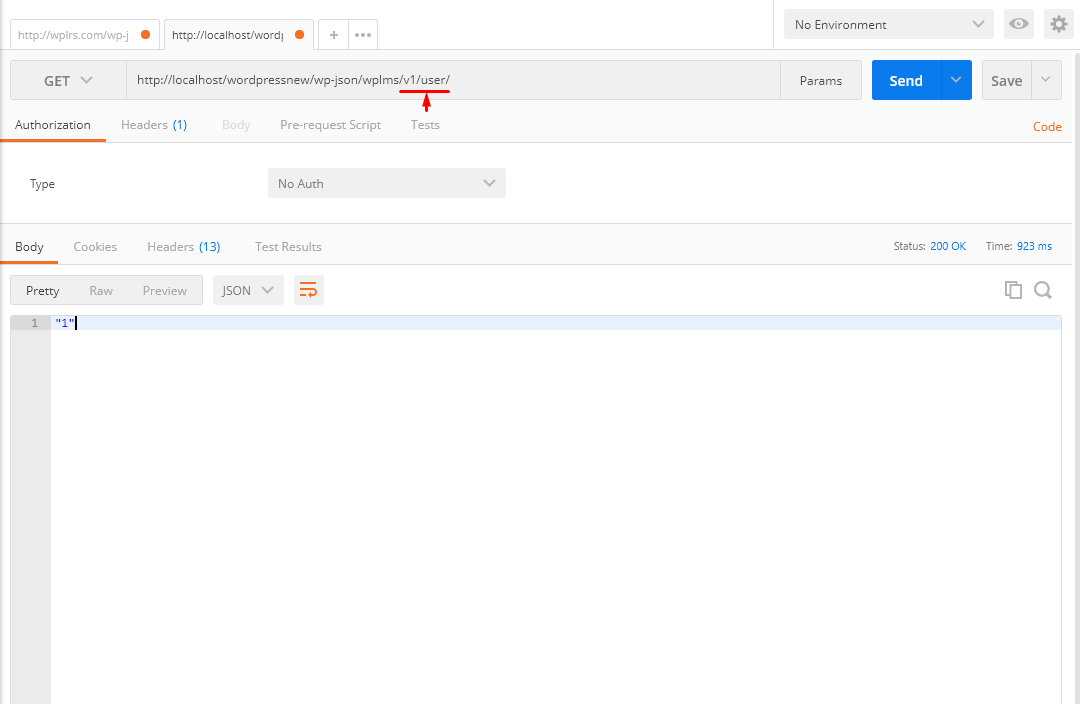 http://wplrs.com/wp-j
http://localhost/wordp
No Environment
GET
http://localhost/wordpressnew/wp-json/wplms/v1/user/
Params
Send
Save
Authorization
Headers (1)
Body
Pre-request Script
Tests
Code
Type
No Auth
Body
Cookies
Headers (13)
Test Results
Status: 200 OK
Time: 923 ms
Pretty
Raw
Preview
JSON
1
"1"